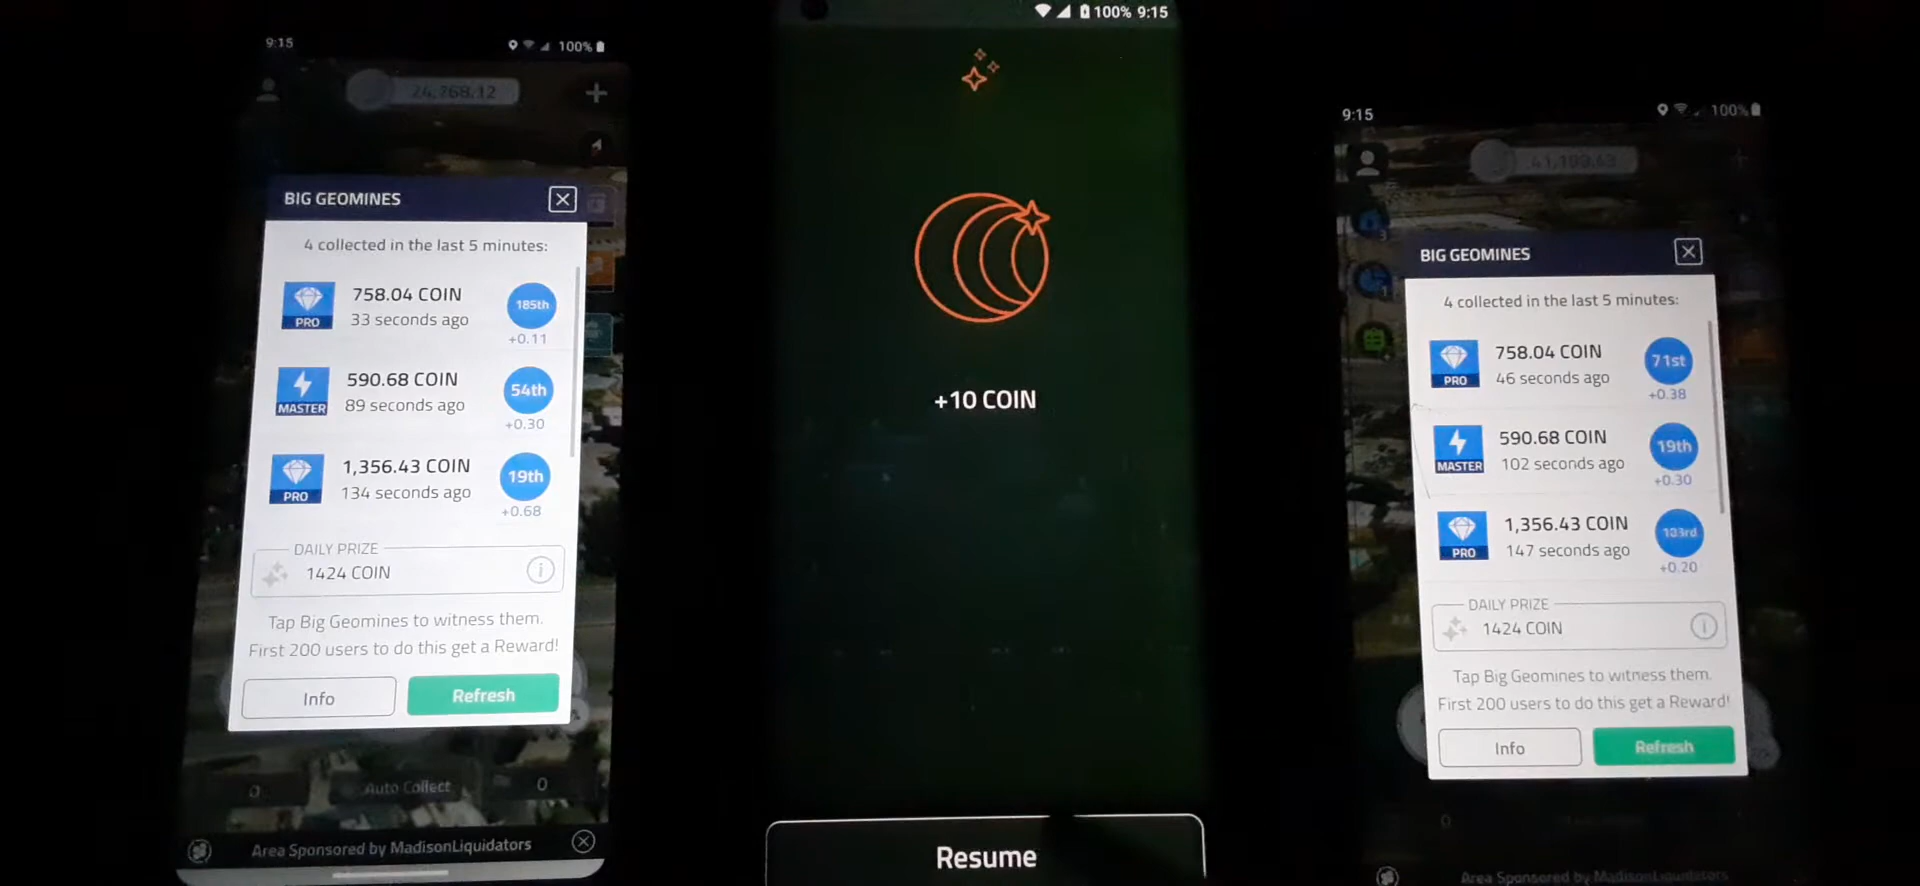 9:15
100%
24,768.12
BIG GEOMINES
4 collected in the last 5 minutes:
PRO
758.04 COIN
33 seconds ago
185th
+0.11
MASTER
590.68 COIN
89 seconds ago
54th
+0.30
PRO
1,356.43 COIN
134 seconds ago
19th
+0.68
DAILY PRIZE
1424 COIN
Tap Big Geomines to witness them.
First 200 users to do this get a Reward!
Info
Refresh
0
Auto Collect
0
Area Sponsored by MadisonLiquidators
100% 9:15
+10 COIN
Resume
9:15
100%
BIG GEOMINES
4 collected in the last 5 minutes:
PRO
758.04 COIN
46 seconds ago
71st
+0.38
MASTER
590.68 COIN
102 seconds ago
19th
+0.30
PRO
1,356.43 COIN
147 seconds ago
+0.20
DAILY PRIZE
1424 COIN
Tap Big Geomines to witness them.
First 200 users to do this get a Reward!
Info
Refresh
0
Area Sponsored by MadisonLiquidators